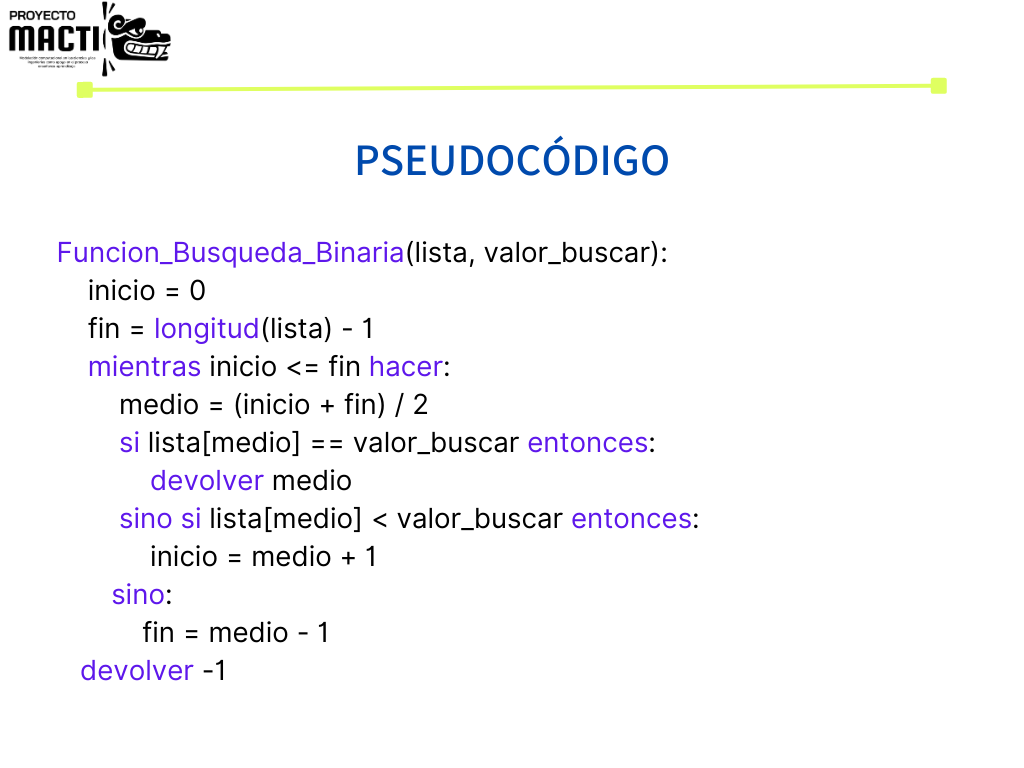 PROYECTO
MACTI
PSEUDOCÓDIGO
Funcion_Busqueda_Binaria(lista, valor_buscar):
inicio = 0
fin = longitud(lista) - 1
mientras inicio <= fin hacer:
medio = (inicio + fin) / 2
si lista[medio] == valor_buscar entonces:
devolver medio
sino si lista[medio] < valor_buscar entonces:
inicio = medio + 1
sino:
fin = medio - 1
devolver -1